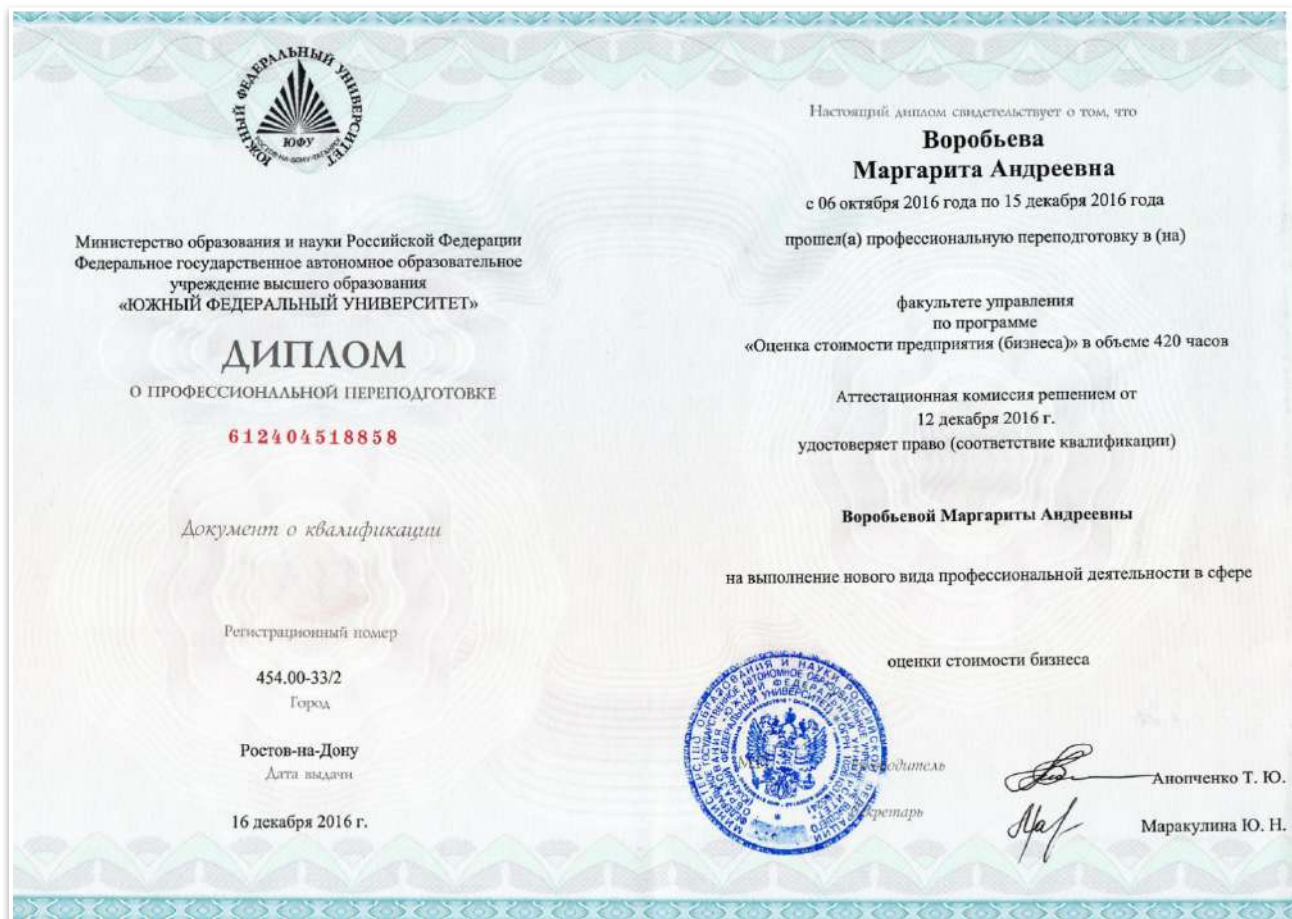 ЮЖНЫЙ ФЕДЕРАЛЬНЫЙ УНИВЕРСИТЕТ
ЮФУ
Министерство образования и науки Российской Федерации
Федеральное государственное автономное образовательное
учреждение высшего образования
«ЮЖНЫЙ ФЕДЕРАЛЬНЫЙ УНИВЕРСИТЕТ»
ДИПЛОМ
О ПРОФЕССИОНАЛЬНОЙ ПЕРЕПОДГОТОВКЕ
612404518858
Документ о квалификации
Регистрационный номер
454.00-33/2
Город
Ростов-на-Дону
Дата выдачи
16 декабря 2016 г.
Настоящий диплом свидетельствует о том, что
Воробьева
Маргарита Андреевна
с 06 октября 2016 года по 15 декабря 2016 года
прошел(а) профессиональную переподготовку в (на)
факультете управления
по программе
«Оценка стоимости предприятия (бизнеса)» в объеме 420 часов
Аттестационная комиссия решением от
12 декабря 2016 г.
удостоверяет право (соответствие квалификации)
Воробьевой Маргариты Андреевны
на выполнение нового вида профессиональной деятельности в сфере
оценки стоимости бизнеса
МИНИСТЕРСТВО ОБРАЗОВАНИЯ И НАУКИ РОССИЙСКОЙ ФЕДЕРАЦИИ
Анопченко Т. Ю.
Маракулина Ю. Н.